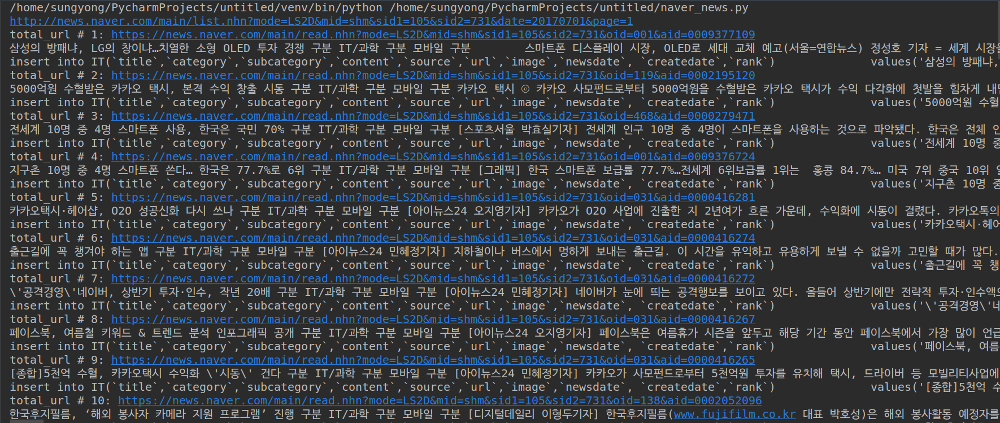 /home/sungyong/PycharmProjects/untitled/venv/bin/python /home/sungyong/PycharmProjects/untitled/naver_news.py
http://news.naver.com/main/list.nhn?mode=LS2D&mid=shm&sid1=105&sid2=731&date=20170701&page=1
total_url # 1: https://news.naver.com/main/read.nhn?mode=LS2D&mid=shm&sid1=105&sid2=731&oid=001&aid=0009377109
삼성의 방패냐, LG의 창이냐…치열한 소형 OLED 투자 경쟁 구분 IT/과학 구분 모바일 구분 스마트폰 디스플레이 시장, OLED로 세대 교체 예고(서울=연합뉴스) 정성호 기자 = 세계 시장을
insert into IT(`title`,`category`,`subcategory`,`content`,`source`,`url`,`image`,`newsdate`, `createdate`,`rank`) values('삼성의 방패냐,
total_url # 2: https://news.naver.com/main/read.nhn?mode=LS2D&mid=shm&sid1=105&sid2=731&oid=119&aid=0002195120
5000억원 수혈받은 카카오 택시, 본격 수익 창출 시동 구분 IT/과학 구분 모바일 구분 카카오 택시 ⓒ 카카오 사모펀드로부터 5000억원을 수혈받은 카카오 택시가 수익 다각화에 첫발을 힘차게
insert into IT(`title`,`category`,`subcategory`,`content`,`source`,`url`,`image`,`newsdate`, `createdate`,`rank`) values('5000억원 수혈
total_url # 3: https://news.naver.com/main/read.nhn?mode=LS2D&mid=shm&sid1=105&sid2=731&oid=468&aid=0000279471
전세계 10명 중 4명 스마트폰 사용, 한국은 국민 70% 구분 IT/과학 구분 모바일 구분 [스포츠서울 박효실기자] 전세계 인구 10명 중 4명이 스마트폰을 사용하는 것으로 파악됐다. 한국은 전체
insert into IT(`title`,`category`,`subcategory`,`content`,`source`,`url`,`image`,`newsdate`, `createdate`,`rank`) values('전세계 10명 중
total_url # 4: https://news.naver.com/main/read.nhn?mode=LS2D&mid=shm&sid1=105&sid2=731&oid=001&aid=0009376724
지구촌 10명 중 4명 스마트폰 쓴다… 한국은 77.7%로 6위 구분 IT/과학 구분 모바일 구분 [그래픽] 한국 스마트폰 보급률 77.7%…전세계 6위보급률 1위는 홍콩 84.7%… 미국 7위 중국 10위
insert into IT(`title`,`category`,`subcategory`,`content`,`source`,`url`,`image`,`newsdate`, `createdate`,`rank`) values('지구촌 10명 중
total_url # 5: https://news.naver.com/main/read.nhn?mode=LS2D&mid=shm&sid1=105&sid2=731&oid=031&aid=0000416281
카카오택시·헤어샵, O2O 성공신화 다시 쓰나 구분 IT/과학 구분 모바일 구분 [아이뉴스24 오지영기자] 카카오가 O2O 사업에 진출한 지 2년여가 흐른 가운데, 수익화에 시동이 걸렸다. 카카오톡의
insert into IT(`title`,`category`,`subcategory`,`content`,`source`,`url`,`image`,`newsdate`, `createdate`,`rank`) values('카카오택시·헤어
total_url # 6: https://news.naver.com/main/read.nhn?mode=LS2D&mid=shm&sid1=105&sid2=731&oid=031&aid=0000416274
출근길에 꼭 챙겨야 하는 앱 구분 IT/과학 구분 모바일 구분 [아이뉴스24 민혜정기자] 지하철이나 버스에서 멍하게 보내는 출근길. 이 시간을 유익하고 유용하게 보낼 수 없을까 고민할 때가 많다.
insert into IT(`title`,`category`,`subcategory`,`content`,`source`,`url`,`image`,`newsdate`, `createdate`,`rank`) values('출근길에 꼭 챙
total_url # 7: https://news.naver.com/main/read.nhn?mode=LS2D&mid=shm&sid1=105&sid2=731&oid=031&aid=0000416272
\'공격경영\'네이버, 상반기 투자·인수, 작년 20배 구분 IT/과학 구분 모바일 구분 [아이뉴스24 민혜정기자] 네이버가 눈에 띄는 공격행보를 보이고 있다. 올들어 상반기에만 전략적 투자·인수액으
insert into IT(`title`,`category`,`subcategory`,`content`,`source`,`url`,`image`,`newsdate`, `createdate`,`rank`) values('\'공격경영\'네
total_url # 8: https://news.naver.com/main/read.nhn?mode=LS2D&mid=shm&sid1=105&sid2=731&oid=031&aid=0000416267
페이스북, 여름철 키워드 & 트렌드 분석 인포그래픽 공개 구분 IT/과학 구분 모바일 구분 [아이뉴스24 오지영기자] 페이스북은 여름휴가 시즌을 앞두고 해당 기간 동안 페이스북에서 가장 많이 언급
insert into IT(`title`,`category`,`subcategory`,`content`,`source`,`url`,`image`,`newsdate`, `createdate`,`rank`) values('페이스북, 여름
total_url # 9: https://news.naver.com/main/read.nhn?mode=LS2D&mid=shm&sid1=105&sid2=731&oid=031&aid=0000416265
[종합]5천억 수혈, 카카오택시 수익화 \'시동\' 건다 구분 IT/과학 구분 모바일 구분 [아이뉴스24 민혜정기자] 카카오가 사모펀드로부터 5천억원 투자를 유치해 택시, 드라이버 등 모빌리티사업에
insert into IT(`title`,`category`,`subcategory`,`content`,`source`,`url`,`image`,`newsdate`, `createdate`,`rank`) values('[종합]5천억 수
total_url # 10: https://news.naver.com/main/read.nhn?mode=LS2D&mid=shm&sid1=105&sid2=731&oid=138&aid=0002052096
한국후지필름, ‘해외 봉사자 카메라 지원 프로그램’ 진행 구분 IT/과학 구분 모바일 구분 [디지털데일리 이형두기자] 한국후지필름(www.fujifilm.co.kr 대표 박호성)은 해외 봉사활동 예정자를